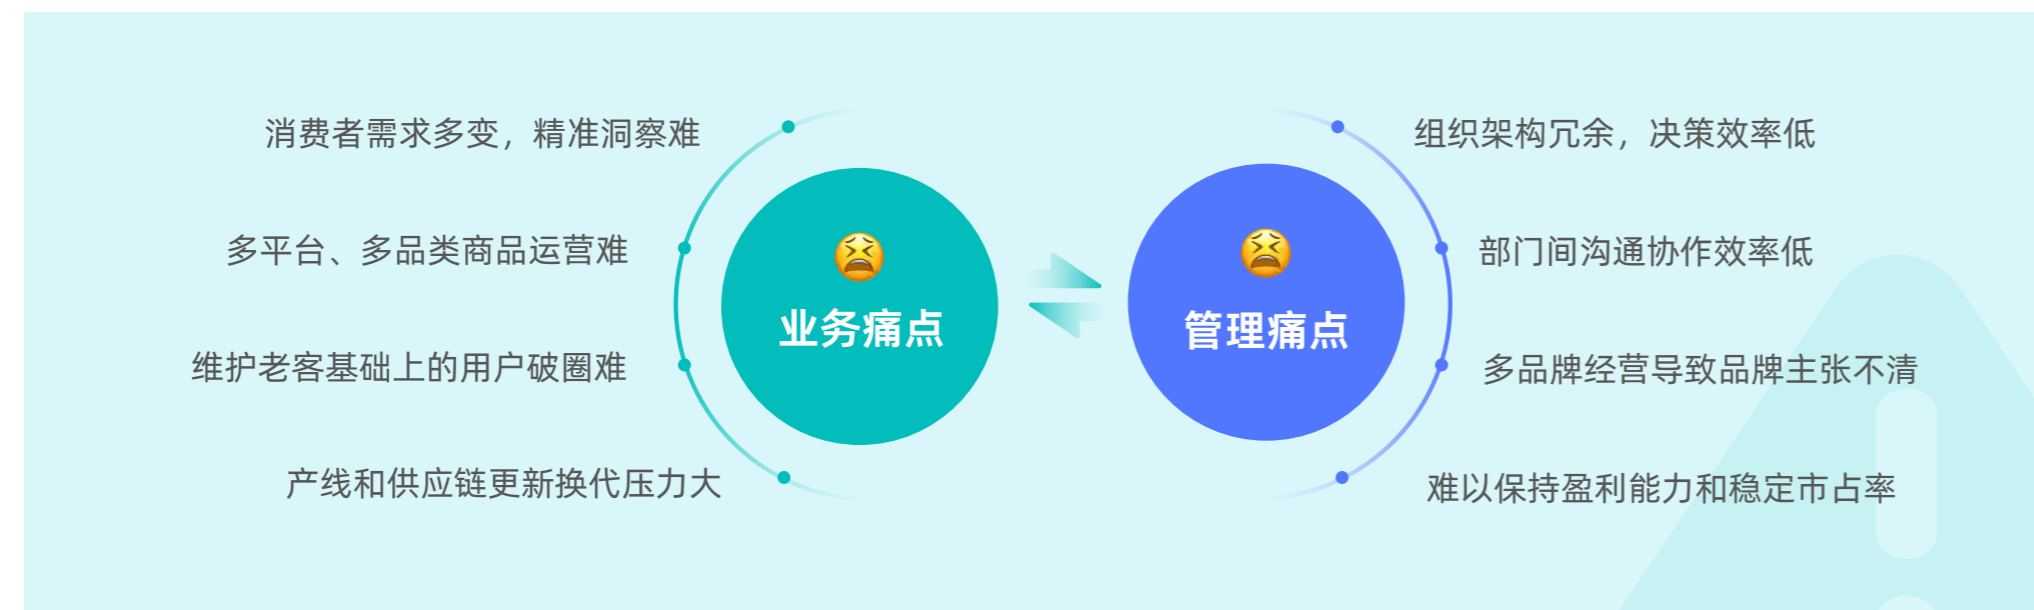 消费者需求多变，精准洞察难
多平台、多品类商品运营难
维护老客基础上的用户破圈难
产线和供应链更新换代压力大
业务痛点
管理痛点
组织架构冗余，决策效率低
部门间沟通协作效率低
多品牌经营导致品牌主张不清
难以保持盈利能力和稳定市占率